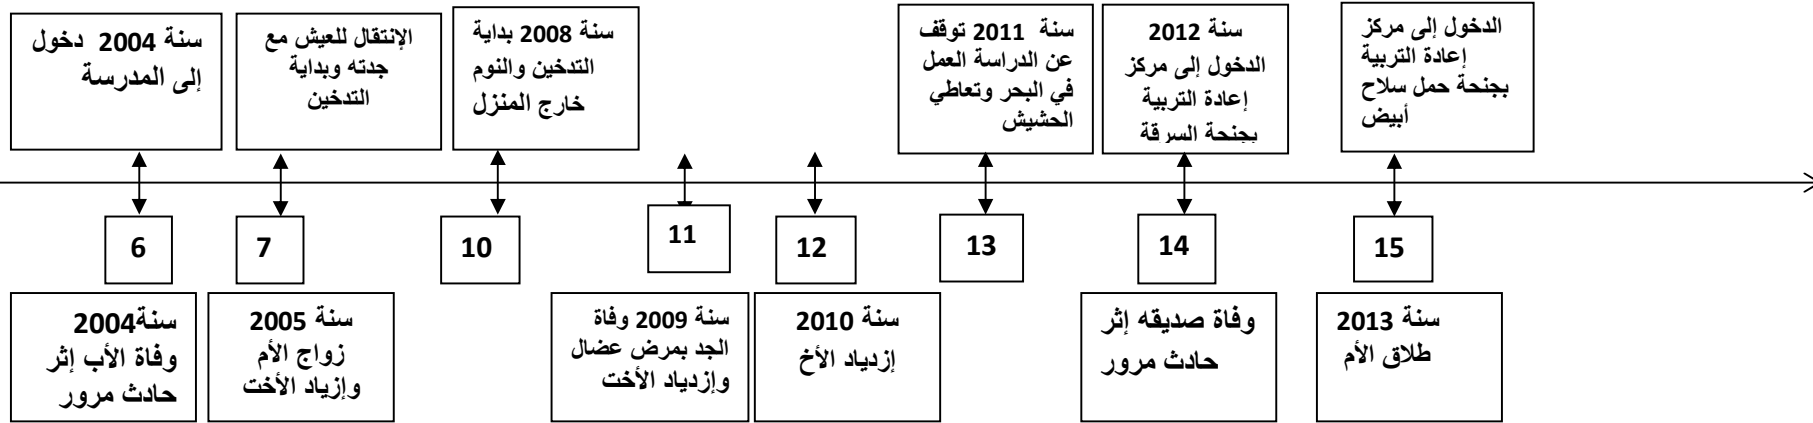 سنة 2004 دخول
إلى المدرسة
الإنتقال للعيش مع
جدته وبداية
التدخين
سنة 2008 بداية
التدخين والنوم
خارج المنزل
سنة 2011 توقف
عن الدراسة العمل
في البحر وتعاطي
الحشيش
سنة 2012
الدخول إلى مركز
إعادة التربية
بجنحة السرقة
الدخول إلى مركز
إعادة التربية
بجنحة حمل سلاح
أبيض
6
7
10
11
12
13
14
15
سنة2004
وفاة الأب إثر
حادث مرور
سنة 2005
زواج الأم
وإزياد الأخت
سنة 2009 وفاة
الجد بمرض عضال
وإزدياد الأخت
سنة 2010
إزدياد الأخ
وفاة صديقه إثر
حادث مرور
سنة 2013
طلاق الأم